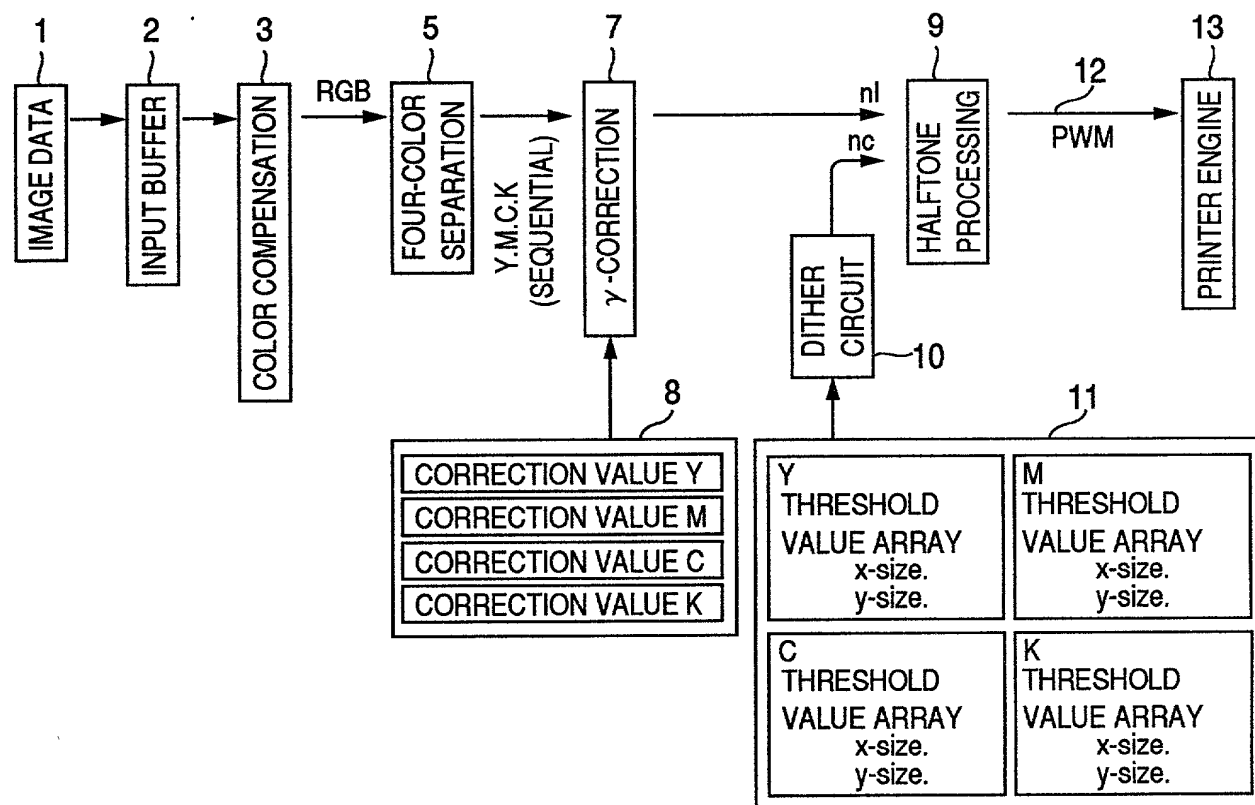 1
2
3
5
7
9
12
13
IMAGE DATA
INPUT BUFFER
COLOR COMPENSATION
RGB
FOUR-COLOR
SEPARATION
Y.M.C.K
(SEQUENTIAL)
γ-CORRECTION
nl
nc
HALFTONE
PROCESSING
PWM
PRINTER ENGINE
DITHER
CIRCUIT
10
8
CORRECTION VALUE Y
CORRECTION VALUE M
CORRECTION VALUE C
CORRECTION VALUE K
11
Y
THRESHOLD
VALUE ARRAY
x-size.
y-size.
M
THRESHOLD
VALUE ARRAY
x-size.
y-size.
C
THRESHOLD
VALUE ARRAY
x-size.
y-size.
K
THRESHOLD
VALUE ARRAY
x-size.
y-size.